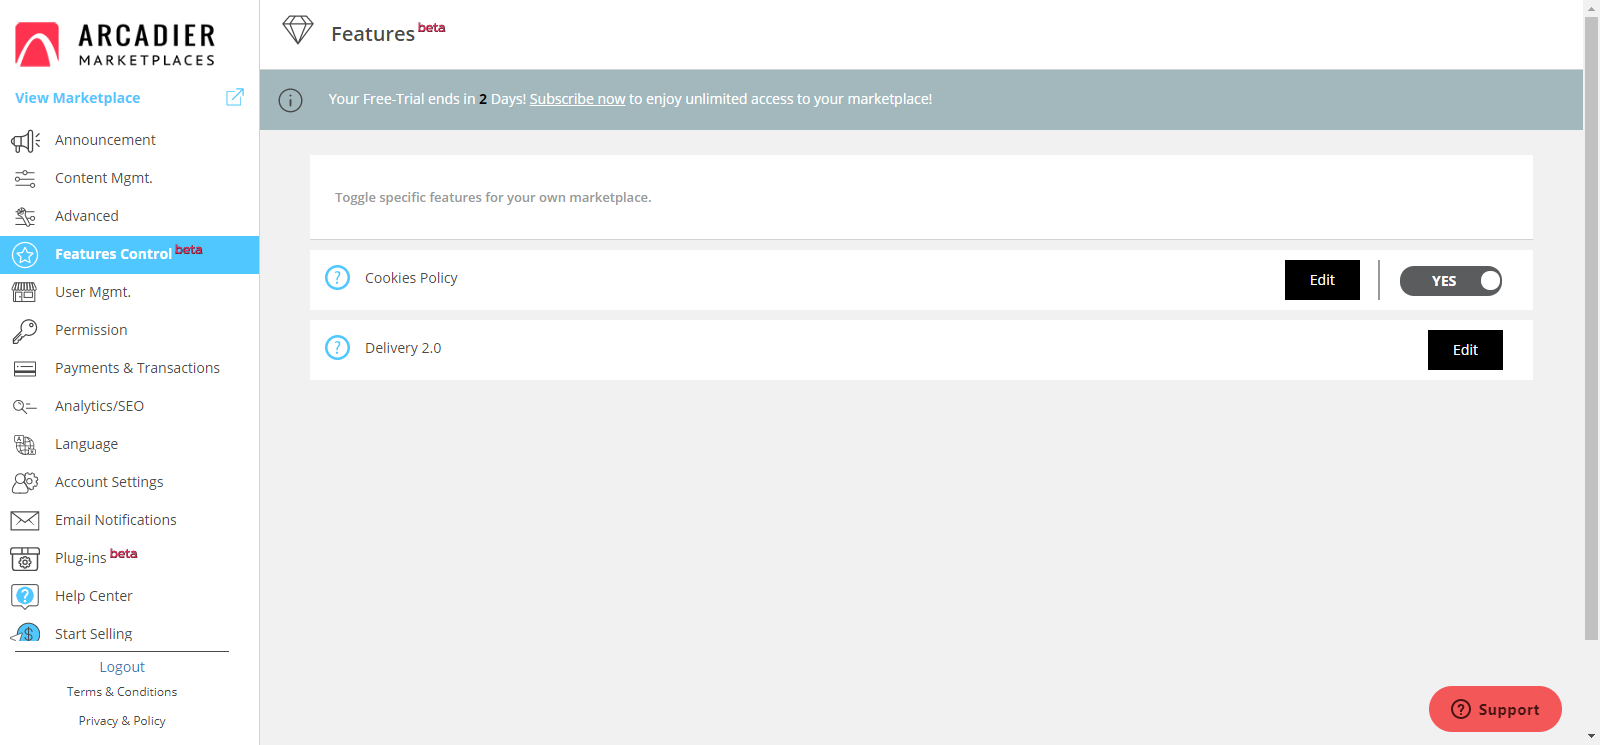 ARCADIER
MARKETPLACES
View Marketplace
Announcement
Content Mgmt.
Advanced
Features Control beta
User Mgmt.
Permission
Payments & Transactions
Analytics/SEO
Language
Account Settings
Email Notifications
Plug-ins beta
Help Center
Start Selling
Logout
Terms & Conditions
Privacy & Policy
Features beta
Your Free-Trial ends in 2 Days! Subscribe now to enjoy unlimited access to your marketplace!
Toggle specific features for your own marketplace.
Cookies Policy Edit YES
Delivery 2.0 Edit
Support